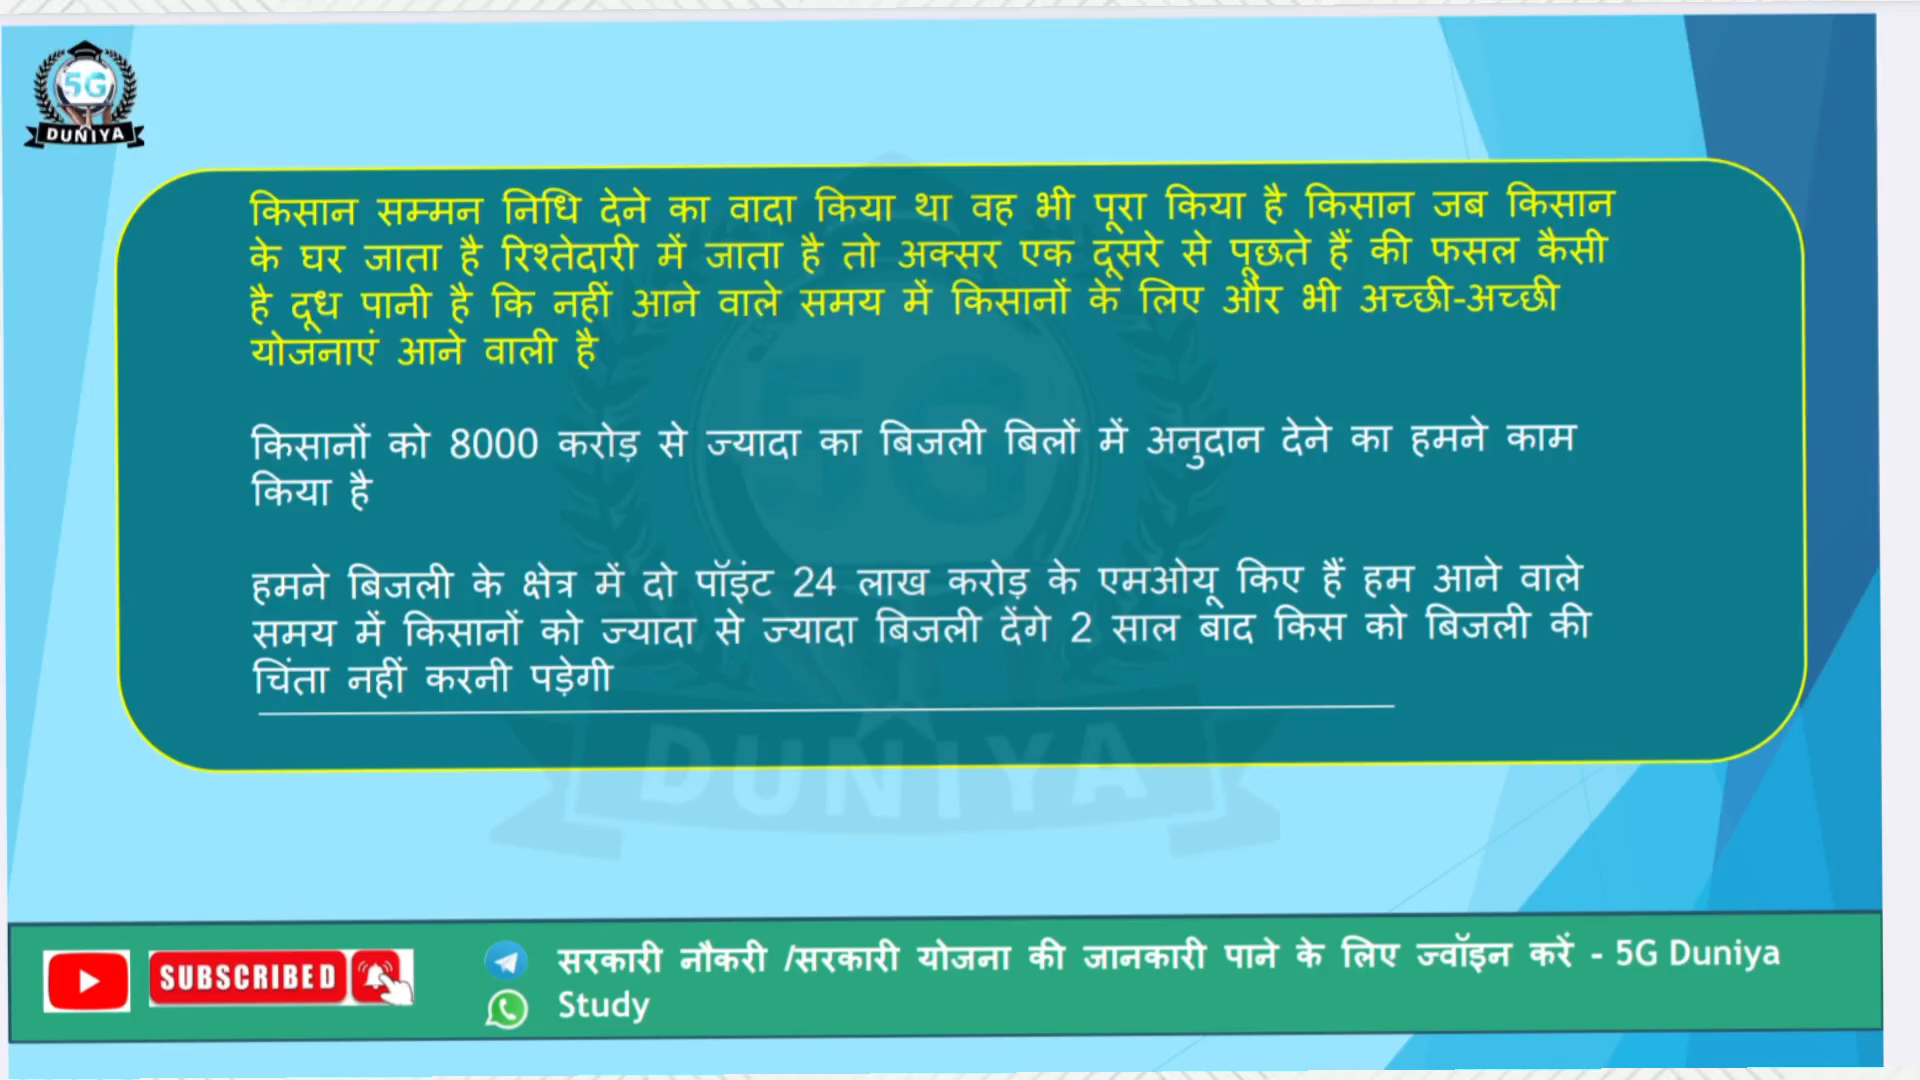 5G
DUNIYA
किसान सम्मन निधि देने का वादा किया था वह भी पूरा किया है किसान जब किसान
के घर जाता है रिश्तेदारी में जाता है तो अक्सर एक दूसरे से पूछते हैं की फसल कैसी
है दूध पानी है कि नहीं आने वाले समय में किसानों के लिए और भी अच्छी-अच्छी
योजनाएं आने वाली है
किसानों को 8000 करोड़ से ज्यादा का बिजली बिलों में अनुदान देने का हमने काम
किया है
हमने बिजली के क्षेत्र में दो पॉइंट 24 लाख करोड़ के एमओयू किए हैं हम आने वाले
समय में किसानों को ज्यादा से ज्यादा बिजली देंगे 2 साल बाद किस को बिजली की
चिंता नहीं करनी पड़ेगी
5G
DUNIYA
SUBSCRIBED
सरकारी नौकरी /सरकारी योजना की जानकारी पाने के लिए ज्वॉइन करें - 5G Duniya
Study